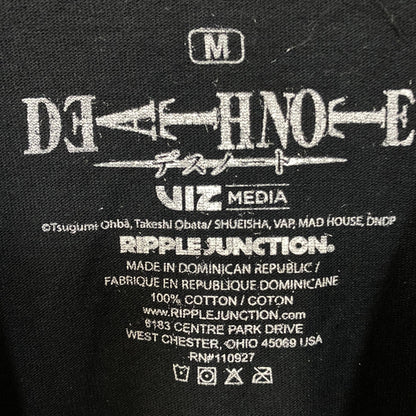 M
DEATH NOTE
デスノート
VIZ MEDIA
©Tsugumi Ohba, Takeshi Obata/ SHUEISHA, VAP, MAD HOUSE, DNDP
RIPPLE JUNCTION®
MADE IN DOMINICAN REPUBLIC /
FABRIQUE EN REPUBLIQUE DOMINICAINE
100% COTTON / COTON
www.RIPPLEJUNCTION.com
6183 CENTRE PARK DRIVE
WEST CHESTER, OHIO 45069 USA
RN#110927